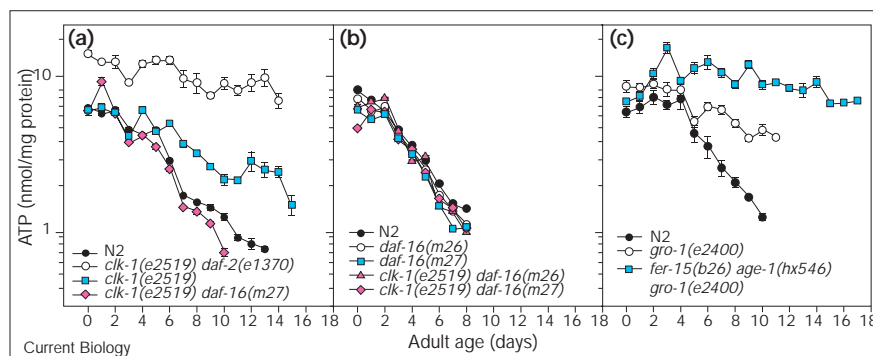 (a)
(b)
(c)
10
1
ATP (nmol/mg protein)
N2
clk-1(e2519) daf-2(e1370)
clk-1(e2519)
clk-1(e2519) daf-16(m27)
N2
daf-16(m26)
daf-16(m27)
clk-1(e2519) daf-16(m26)
clk-1(e2519) daf-16(m27)
10
1
N2
gro-1(e2400)
fer-15(b26) age-1(hx546)
gro-1(e2400)
0 2 4 6 8 10 12 14 16 18
0 2 4 6 8 10 12 14 16 18
0 2 4 6 8 10 12 14 16 18
Adult age (days)
Current Biology